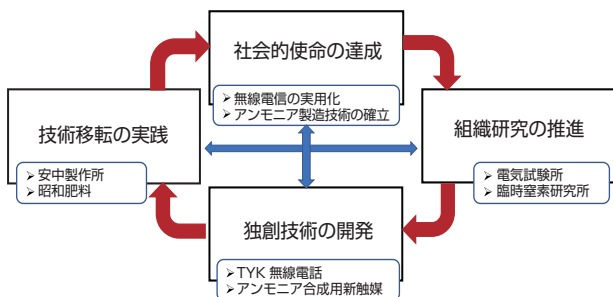 社会的使命の達成
➢ 無線電信の実用化
➢ アンモニア製造技術の確立
技術移転の実践
➢ 安中製作所
➢ 昭和肥料
組織研究の推進
➢ 電気試験所
➢ 臨時窒素研究所
独創技術の開発
➢ TYK 無線電話
➢ アンモニア合成用新触媒